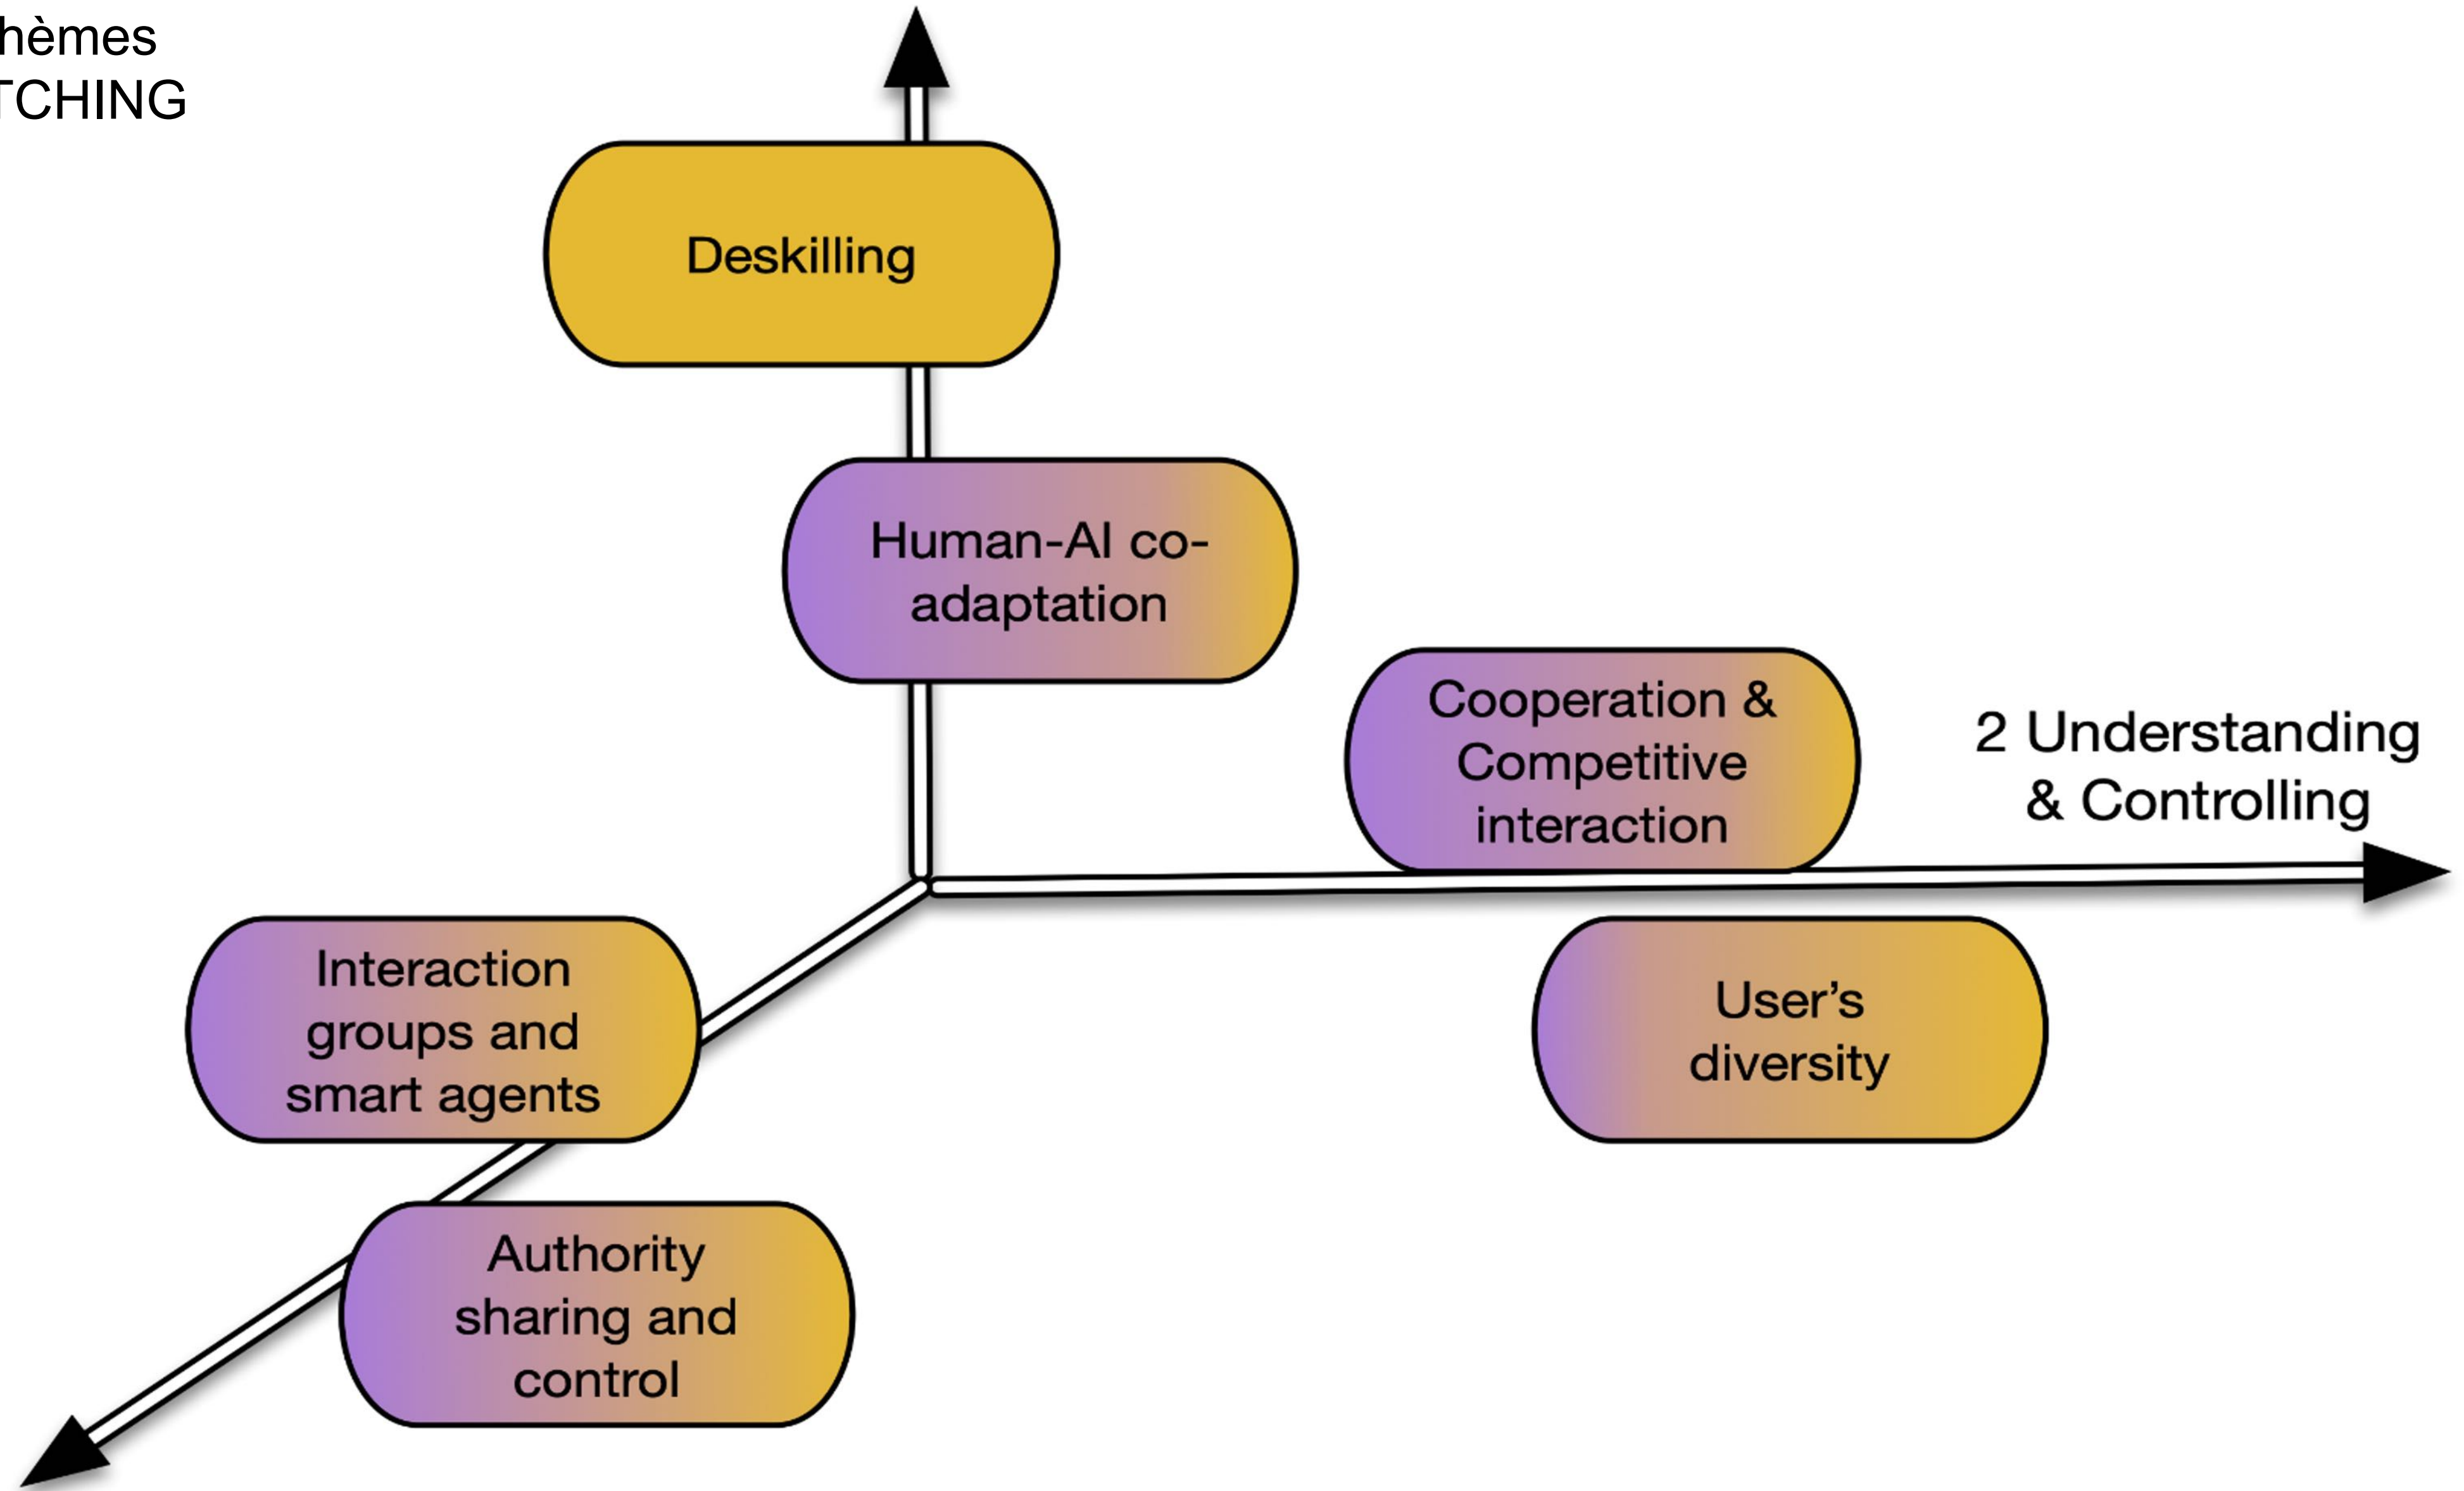 hèmes
TCHING
Deskilling
Human-AI co-
adaptation
Cooperation &
Competitive
interaction
2 Understanding
& Controlling
Interaction
groups and
smart agents
User’s
diversity
Authority
sharing and
control